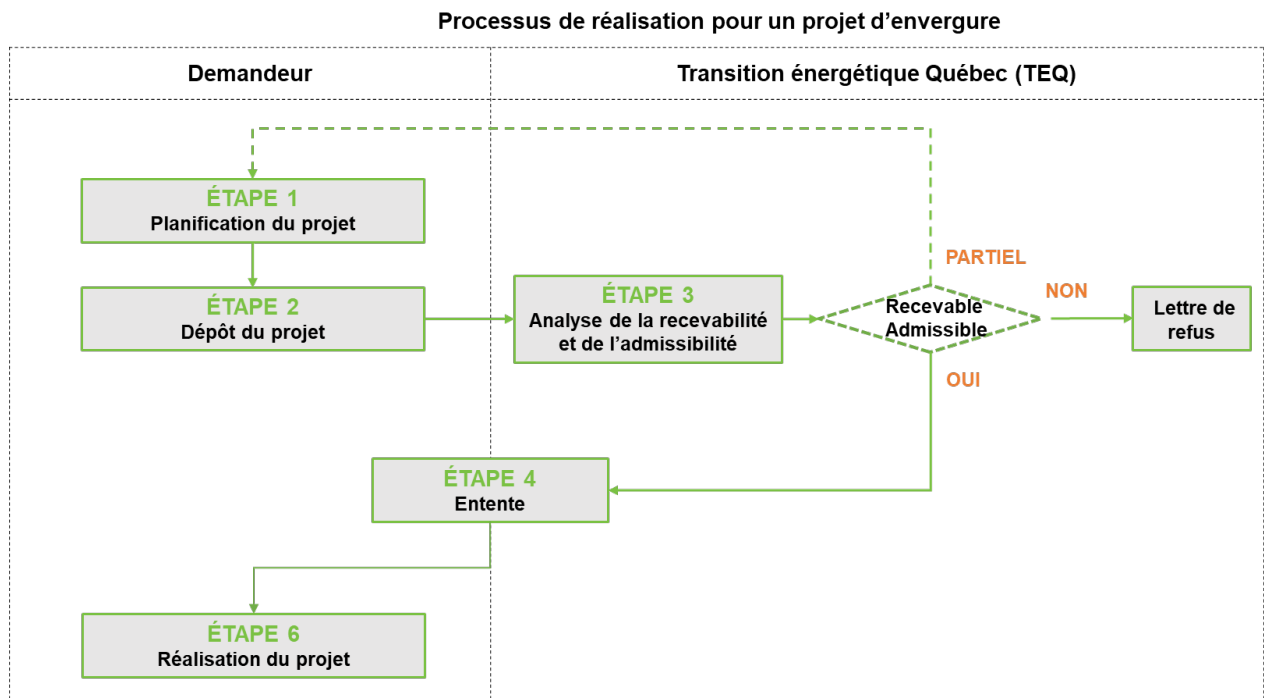 Processus de réalisation pour un projet d’envergure
Demandeur
Transition énergétique Québec (TEQ)
ÉTAPE 1
Planification du projet
ÉTAPE 2
Dépôt du projet
ÉTAPE 3
Analyse de la recevabilité
et de l’admissibilité
PARTIEL
Recevable
Admissible
NON
Lettre de
refus
OUI
ÉTAPE 4
Entente
ÉTAPE 6
Réalisation du projet